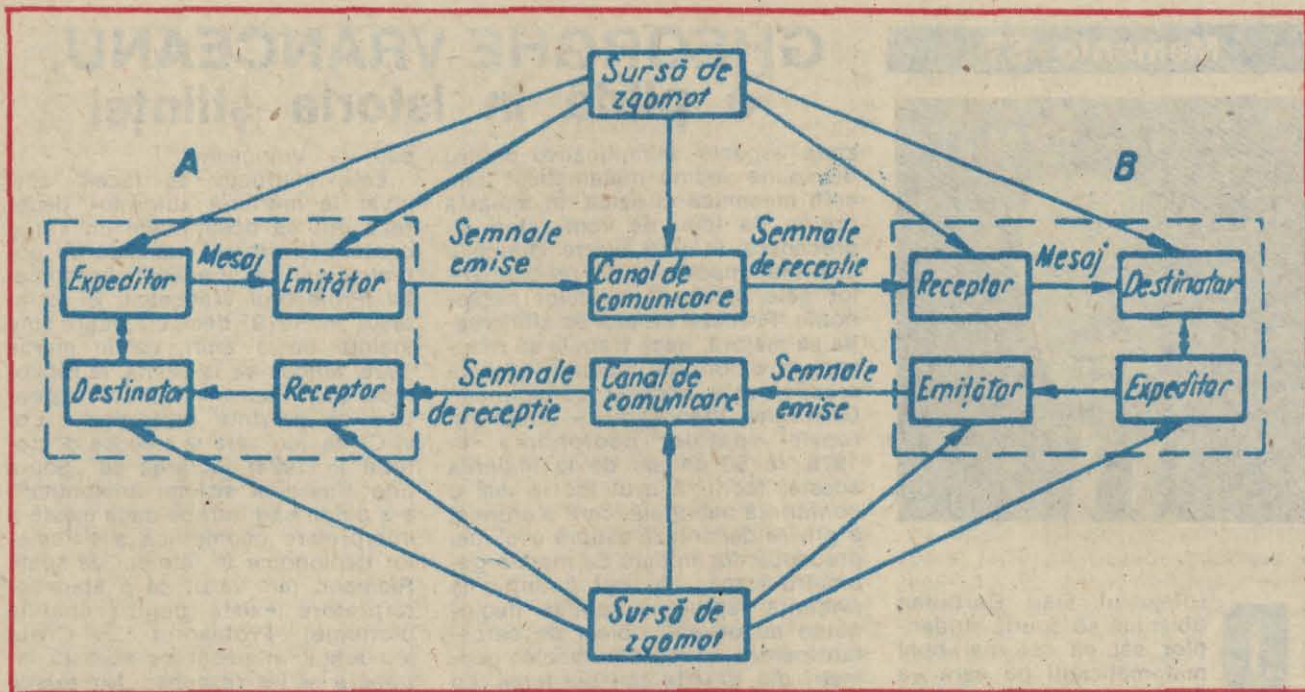 Sursă de
zgomot
A
B
Expeditor
Mesaj
Emițător
Semnale
emise
Canal de
comunicare
Semnale
de recepție
Receptor
Mesaj
Destinatar
Destinatar
Receptor
Semnale
de recepție
Canal de
comunicare
Semnale
emise
Emițător
Expeditor
Sursă de
zgomot